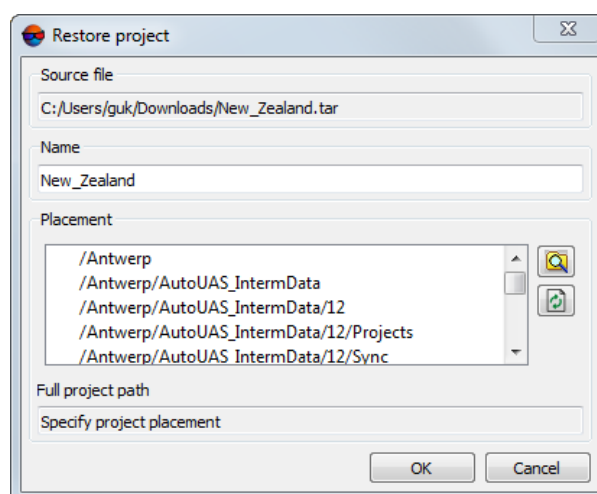 Restore project
Source file
C:/Users/guk/Downloads/New_Zealand.tar
Name
New_Zealand
Placement
/Antwerp
/Antwerp/AutoUAS_IntermData
/Antwerp/AutoUAS_IntermData/12
/Antwerp/AutoUAS_IntermData/12/Projects
/Antwerp/AutoUAS_IntermData/12/Sync
Full project path
Specify project placement
OK Cancel